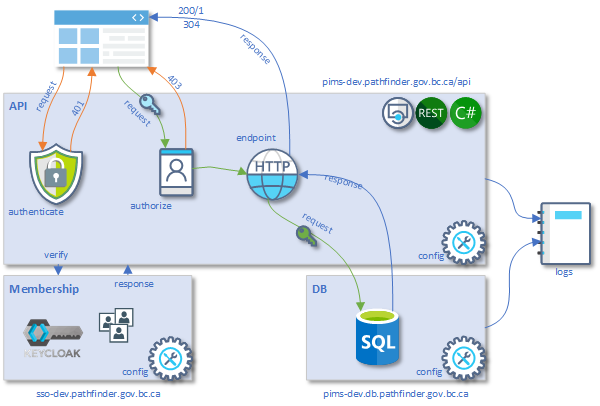 200/1
304
response
request
401
request
403
pims-dev.pathfinder.gov.bc.ca/api
API
REST
C#
endpoint
HTTP
response
authenticate
authorize
request
config
logs
verify
response
Membership
KEYCLOAK
config
sso-dev.pathfinder.gov.bc.ca
DB
SQL
config
pims-dev.db.pathfinder.gov.bc.ca